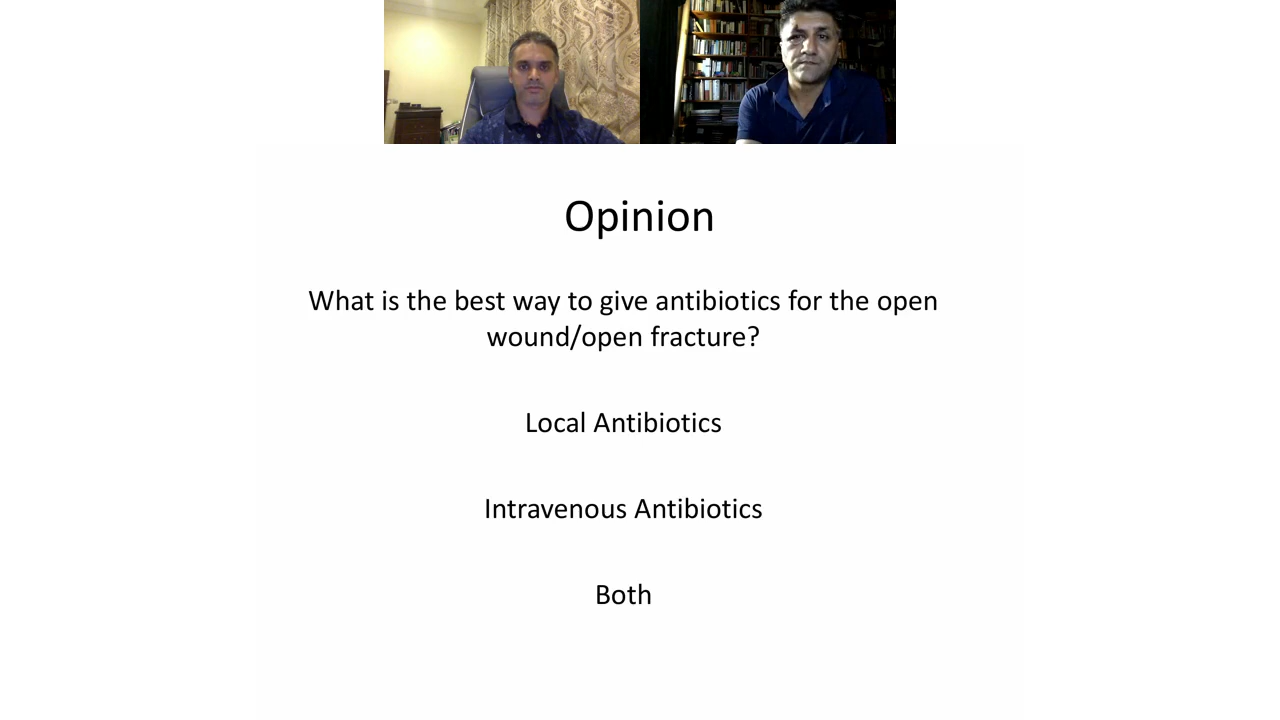 Opinion
What is the best way to give antibiotics for the open
wound/open fracture?
Local Antibiotics
Intravenous Antibiotics
Both